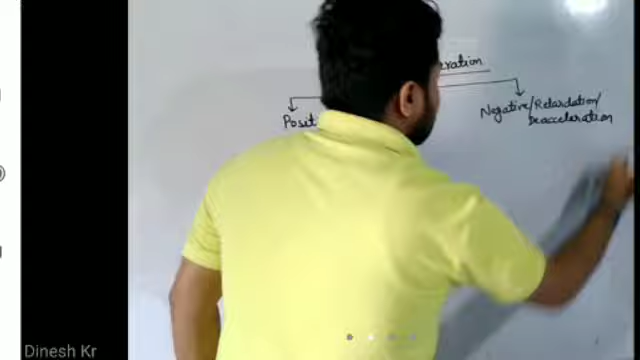 eration
Posit
Negative/Retardation/
Deacceleration
Dinesh Kr